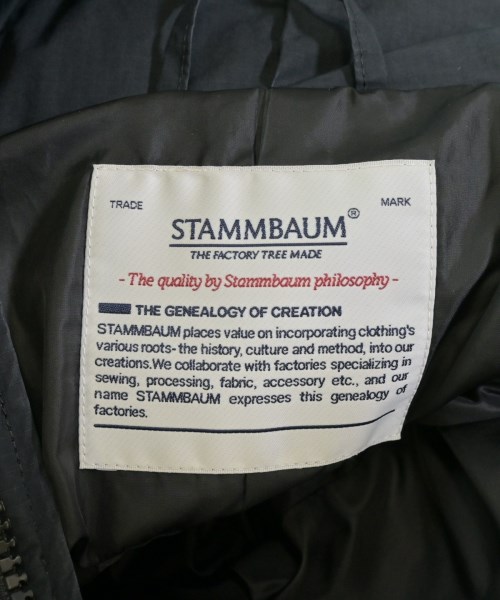 TRADE MARK
STAMMBAUM®
THE FACTORY TREE MADE
- The quality by Stammbaum philosophy -
THE GENEALOGY OF CREATION
STAMMBAUM places value on incorporating clothing's
various roots- the history, culture and method, into our
creations.We collaborate with factories specializing in
sewing, processing, fabric, accessory etc., and our
name STAMMBAUM expresses this genealogy of
factories.